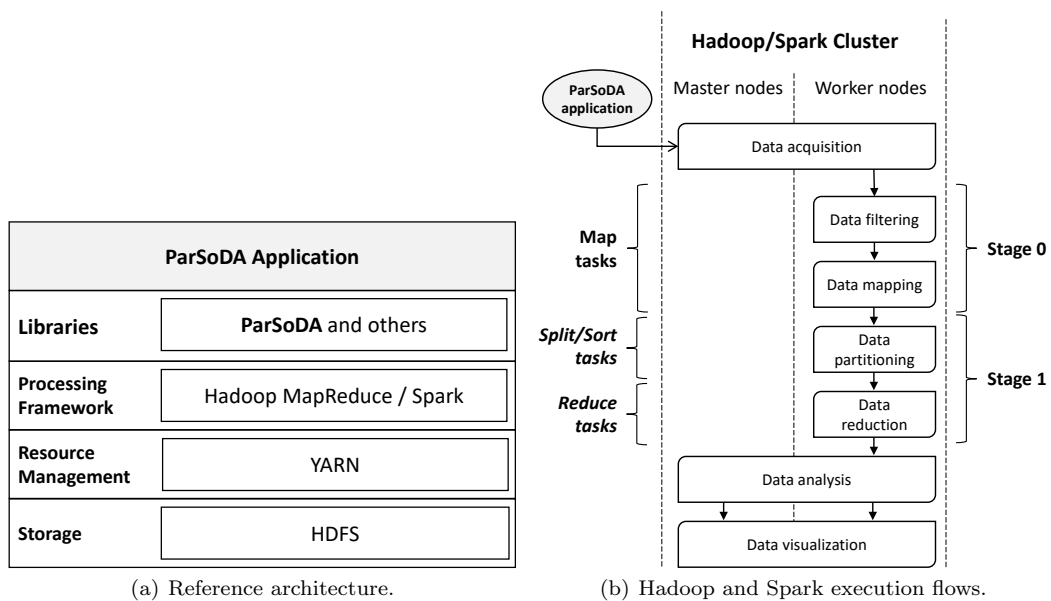 ParSoDA Application
Libraries
ParSoDA and others
Processing
Framework
Hadoop MapReduce / Spark
Resource
Management
YARN
Storage
HDFS
(a) Reference architecture.
Hadoop/Spark Cluster
ParSoDA
application
Master nodes
Worker nodes
Data acquisition
Map
tasks
Data filtering
Data mapping
Stage 0
Split/Sort
tasks
Data
partitioning
Reduce
tasks
Data
reduction
Stage 1
Data analysis
Data visualization
(b) Hadoop and Spark execution flows.